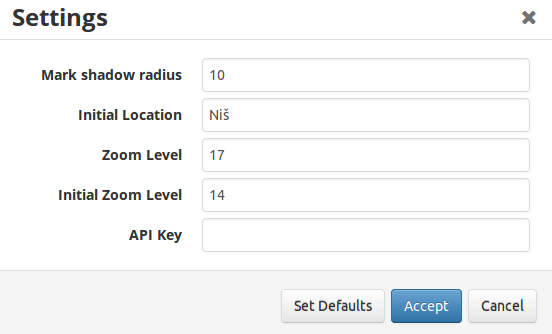 Settings
Mark shadow radius 10
Initial Location Niš
Zoom Level 17
Initial Zoom Level 14
API Key
Set Defaults Accept Cancel